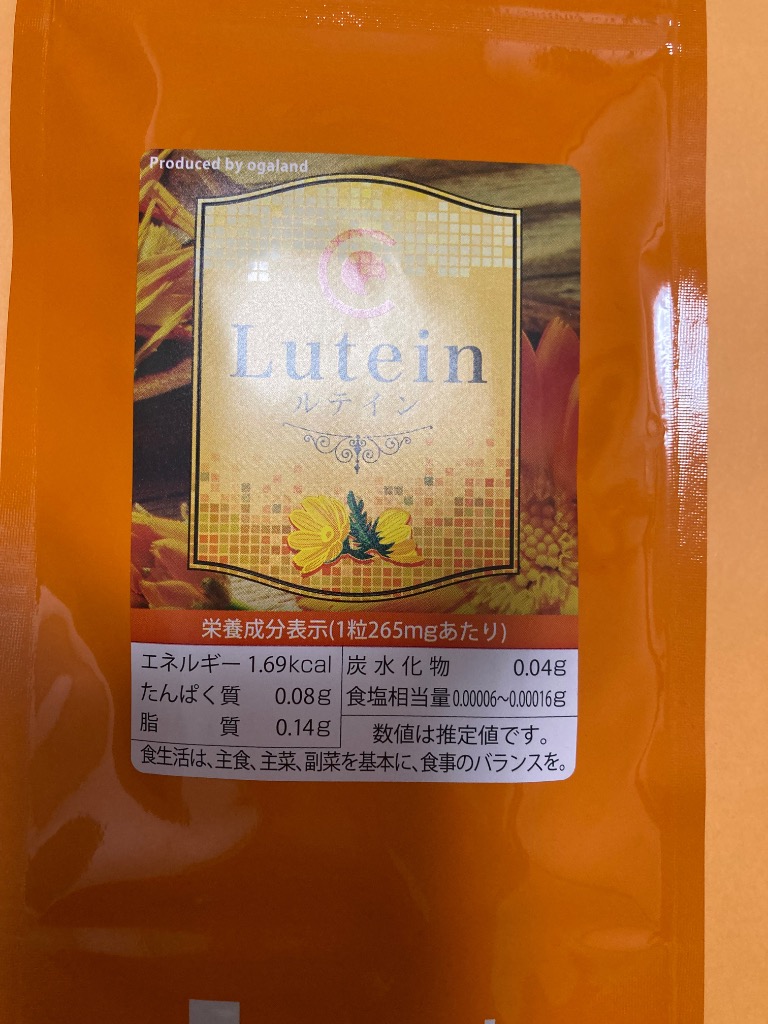 Produced by ogaland
Lutein
ルテイン
栄養成分表示(1粒265mgあたり)
エネルギー 1.69kcal
たんぱく質 0.08g
脂質 0.14g
炭水化物 0.04g
食塩相当量 0.00006～0.00016g
数値は推定値です。
食生活は、主食、主菜、副菜を基本に、食事のバランスを。